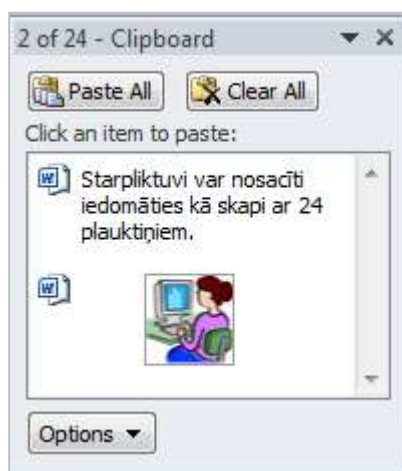 2 of 24 - Clipboard
Paste All Clear All
Click an item to paste:
Starpliktuvi var nosacīti
iedomāties kā skapi ar 24
plauktiņiem.
Options